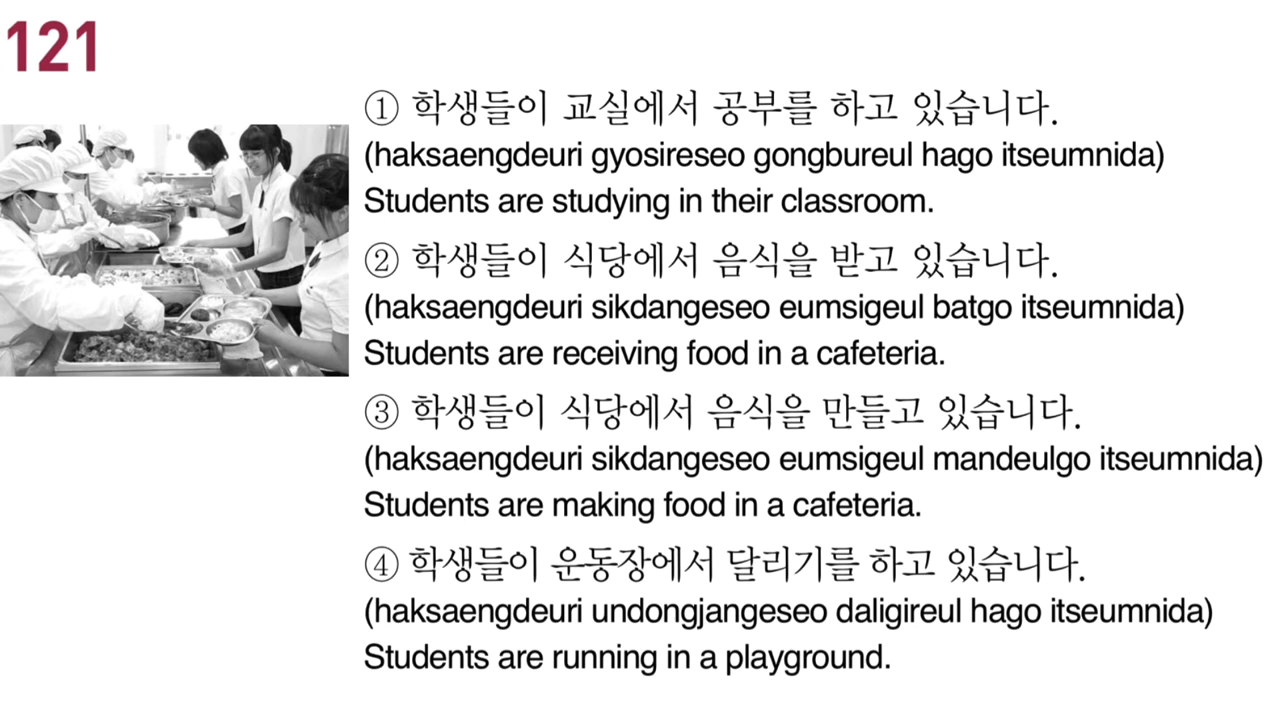 121
① 학생들이 교실에서 공부를 하고 있습니다.
(haksaengdeuri gyosireseo gongbureul hago itseumnida)
Students are studying in their classroom.
② 학생들이 식당에서 음식을 받고 있습니다.
(haksaengdeuri sikdangeseo eumsigeul batgo itseumnida)
Students are receiving food in a cafeteria.
③ 학생들이 식당에서 음식을 만들고 있습니다.
(haksaengdeuri sikdangeseo eumsigeul mandeulgo itseumnida)
Students are making food in a cafeteria.
④ 학생들이 운동장에서 달리기를 하고 있습니다.
(haksaengdeuri undongjangeseo daligireul hago itseumnida)
Students are running in a playground.